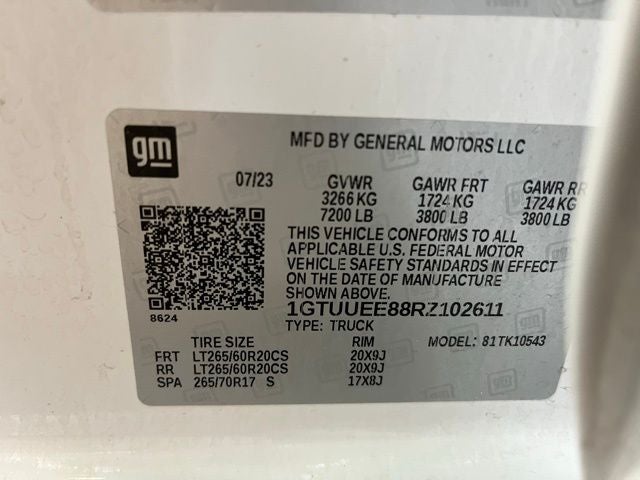 gm
MFD BY GENERAL MOTORS LLC
07/23 GVWR GAWR FRT GAWR RR
3266 KG 1724 KG 1724 KG
7200 LB 3800 LB 3800 LB
THIS VEHICLE CONFORMS TO ALL
APPLICABLE U.S. FEDERAL MOTOR
VEHICLE SAFETY STANDARDS IN EFFECT
ON THE DATE OF MANUFACTURE
SHOWN ABOVE.
8624
1GTUUEE88RZ102611
TYPE: TRUCK
TIRE SIZE RIM MODEL: 81TK10543
FRT LT265/60R20CS 20X9J
RR LT265/60R20CS 20X9J
SPA 265/70R17 S 17X8J